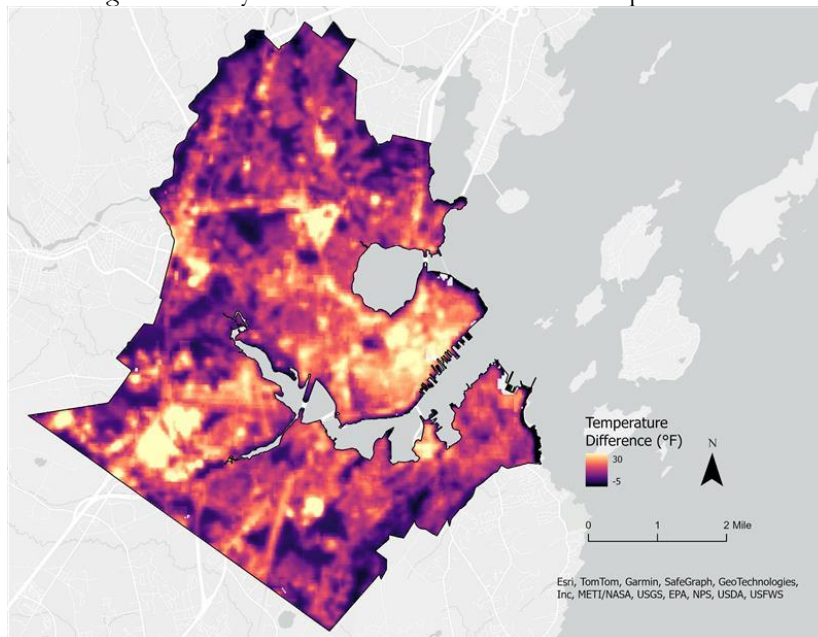 Temperature
Difference (°F)
30
-5
N
0 1 2 Mile
Esri, TomTom, Garmin, SafeGraph, GeoTechnologies,
Inc, METI/NASA, USGS, EPA, NPS, USDA, USFWS